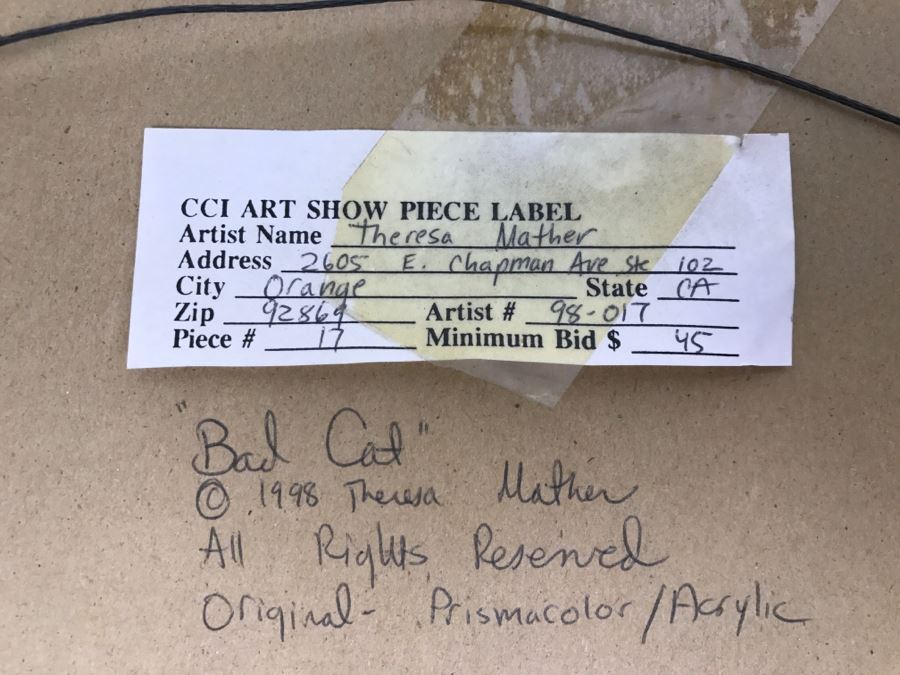 CCI ART SHOW PIECE LABEL
Artist Name Theresa Mather
Address 2605 E. Chapman Ave Ste 102
City Orange State CA
Zip 92869 Artist # 98-017
Piece # 17 Minimum Bid $ 45
"Bad Cat"
© 1998 Theresa Mather
All Rights Reserved
Original- Prismacolor/Acrylic